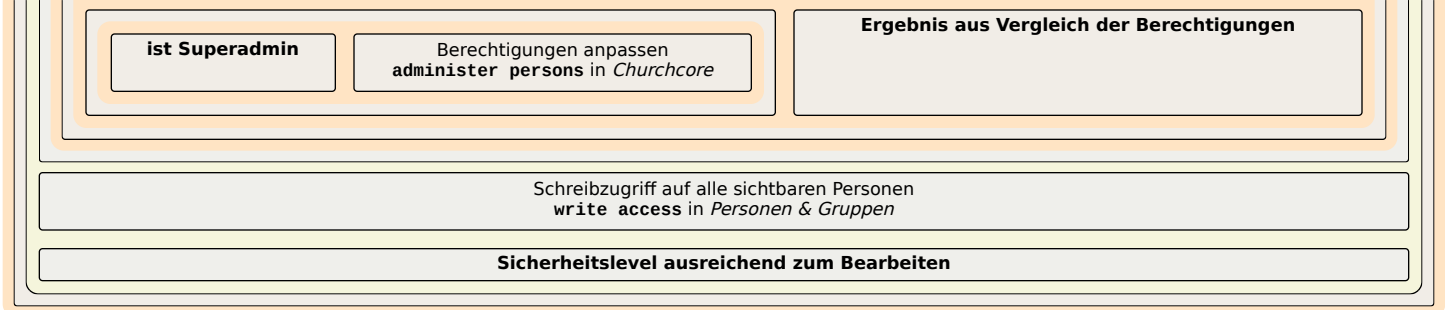 ist Superadmin
Berechtigungen anpassen
administer persons in Churchcore
Ergebnis aus Vergleich der Berechtigungen
Schreibzugriff auf alle sichtbaren Personen
write access in Personen & Gruppen
Sicherheitslevel ausreichend zum Bearbeiten